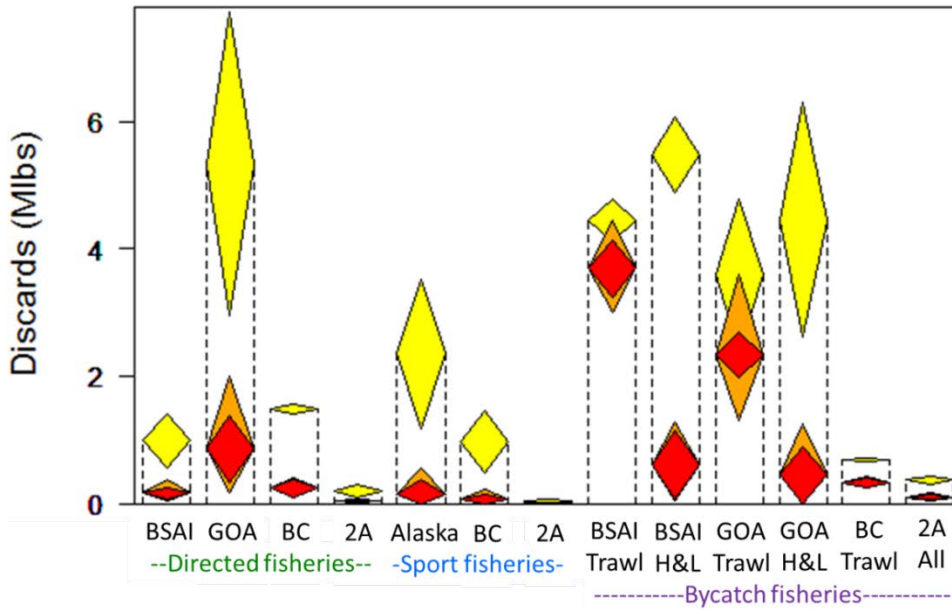 Discards (Mlbs)
6
4
2
0
BSAI GOA BC 2A Alaska BC 2A BSAI BSAI GOA GOA BC 2A
Trawl H&L Trawl H&L Trawl All
--Directed fisheries-- -Sport fisheries-
-----------Bycatch fisheries-----------